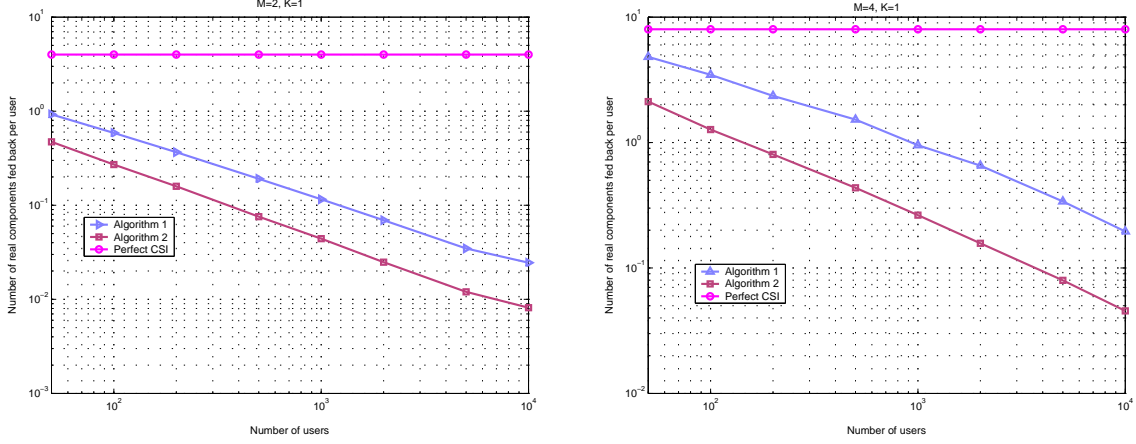 M=2, K=1
10^1
10^0
10^−1
10^−2
10^−3
10^2
10^3
10^4
Number of real components fed back per user
Number of users
Algorithm 1
Algorithm 2
Perfect CSI
M=4, K=1
10^1
10^0
10^−1
10^−2
10^2
10^3
10^4
Number of real components fed back per user
Number of users
Algorithm 1
Algorithm 2
Perfect CSI